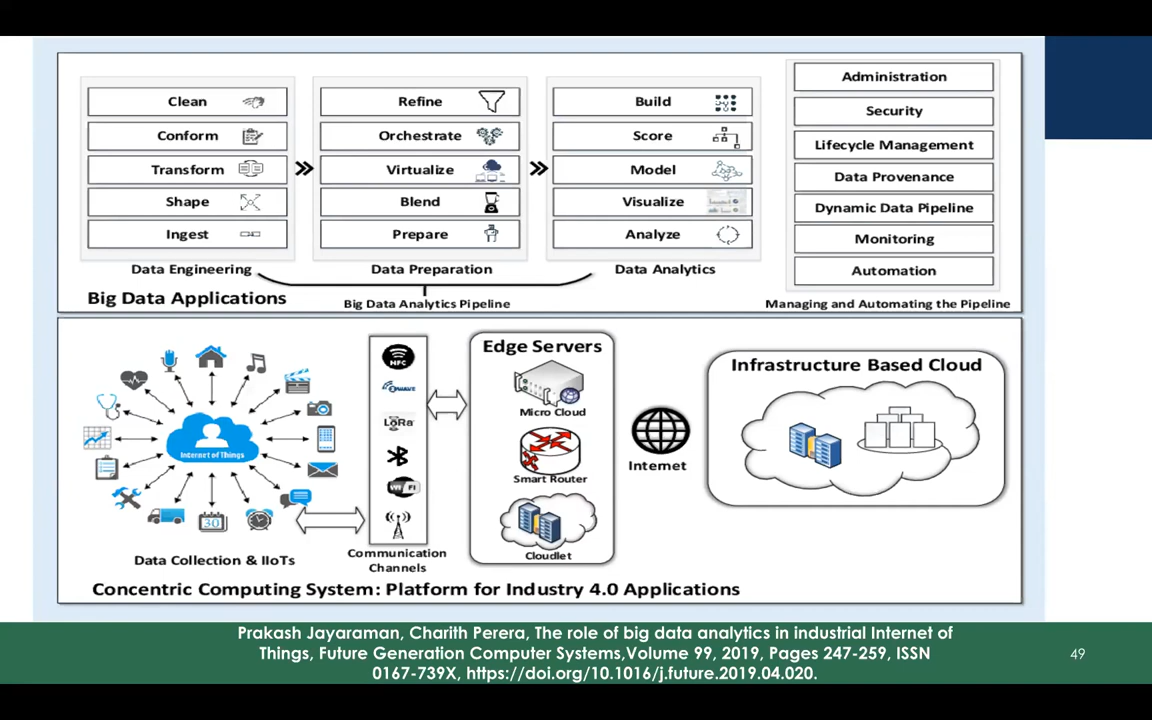 Clean
Conform
Transform
Shape
Ingest
Data Engineering
Refine
Orchestrate
Virtualize
Blend
Prepare
Data Preparation
Build
Score
Model
Visualize
Analyze
Data Analytics
Big Data Applications
Big Data Analytics Pipeline
Administration
Security
Lifecycle Management
Data Provenance
Dynamic Data Pipeline
Monitoring
Automation
Managing and Automating the Pipeline
Internet of Things
30
Data Collection & IIoTs
NFC
WAVE
LoRa
Wi Fi
Communication
Channels
Edge Servers
Micro Cloud
Smart Router
Cloudlet
Internet
Infrastructure Based Cloud
Concentric Computing System: Platform for Industry 4.0 Applications
Prakash Jayaraman, Charith Perera, The role of big data analytics in industrial Internet of
Things, Future Generation Computer Systems,Volume 99, 2019, Pages 247-259, ISSN
0167-739X, https://doi.org/10.1016/j.future.2019.04.020.
49